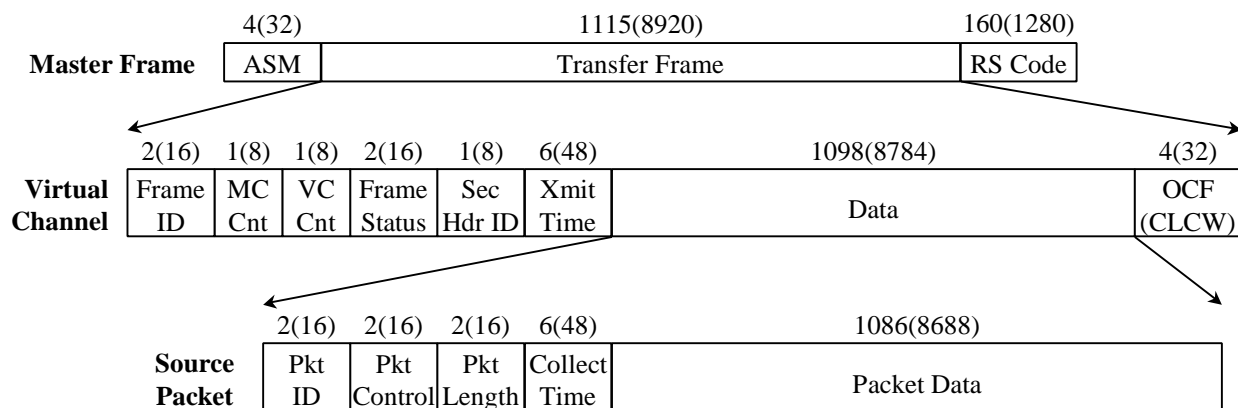 4(32) 1115(8920) 160(1280)
Master Frame ASM Transfer Frame RS Code
2(16) 1(8) 1(8) 2(16) 1(8) 6(48) 1098(8784) 4(32)
Virtual Frame MC VC Frame Sec Xmit OCF
Data
Channel ID Cnt Cnt Status Hdr ID Time (CLCW)
2(16) 2(16) 2(16) 6(48) 1086(8688)
Source Pkt Pkt Pkt Collect
Packet Data
Packet ID Control Length Time